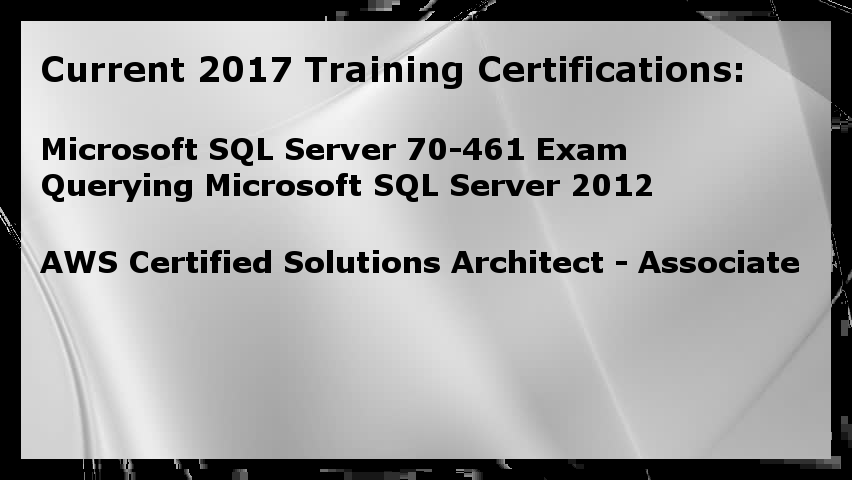 Current 2017 Training Certifications:
Microsoft SQL Server 70-461 Exam
Querying Microsoft SQL Server 2012
AWS Certified Solutions Architect - Associate